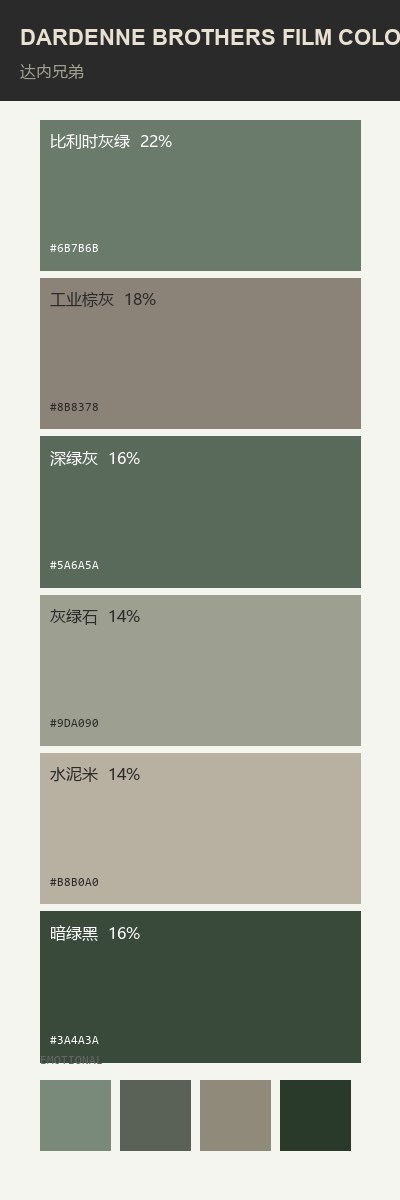 DARDENNE BROTHERS FILM COLO
达内兄弟
比利时灰绿 22%
#6B7B6B
工业棕灰 18%
#8B8378
深绿灰 16%
#5A6A5A
灰绿石 14%
#9DA090
水泥米 14%
#B8B0A0
暗绿黑 16%
#3A4A3A
EMOTIONAL